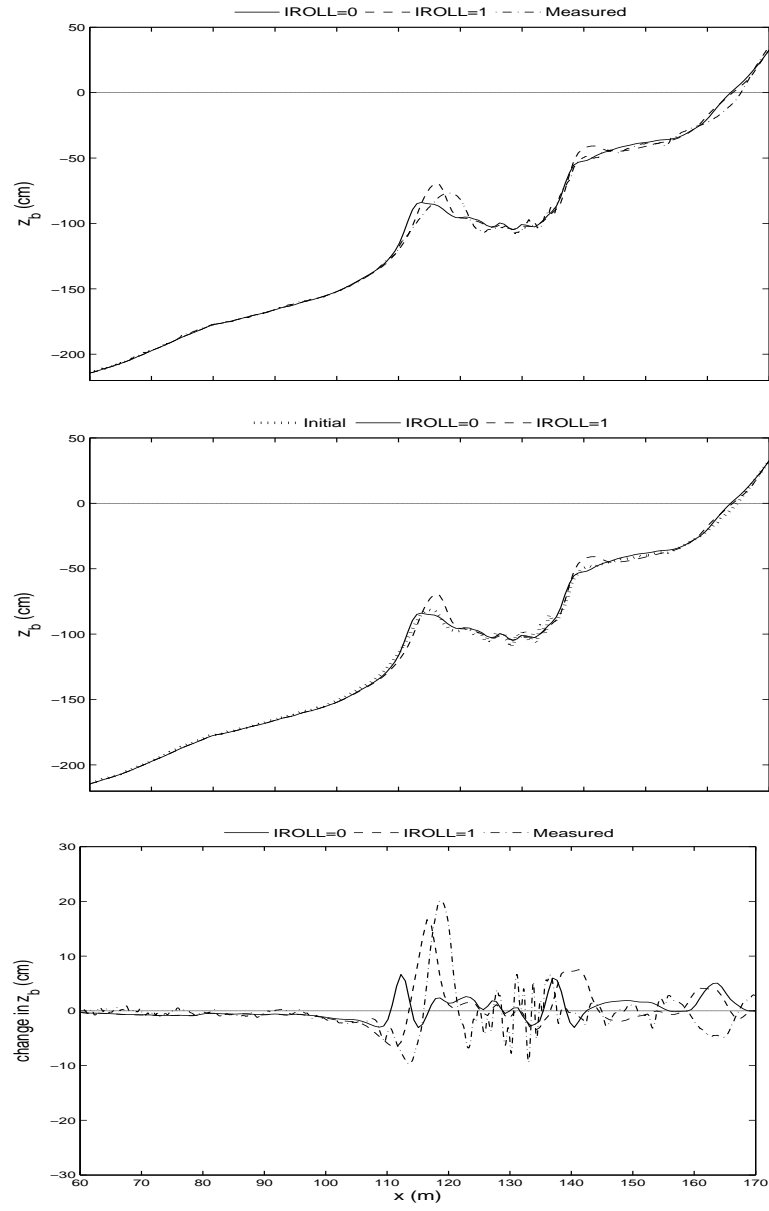 IROLL=0 IROLL=1 Measured
50
0
−50
−100
−150
−200
z_b (cm)
Initial IROLL=0 IROLL=1
50
0
−50
−100
−150
−200
z_b (cm)
IROLL=0 IROLL=1 Measured
30
20
10
0
−10
−20
−30
change in z_b (cm)
60 70 80 90 100 110 120 130 140 150 160 170
x (m)